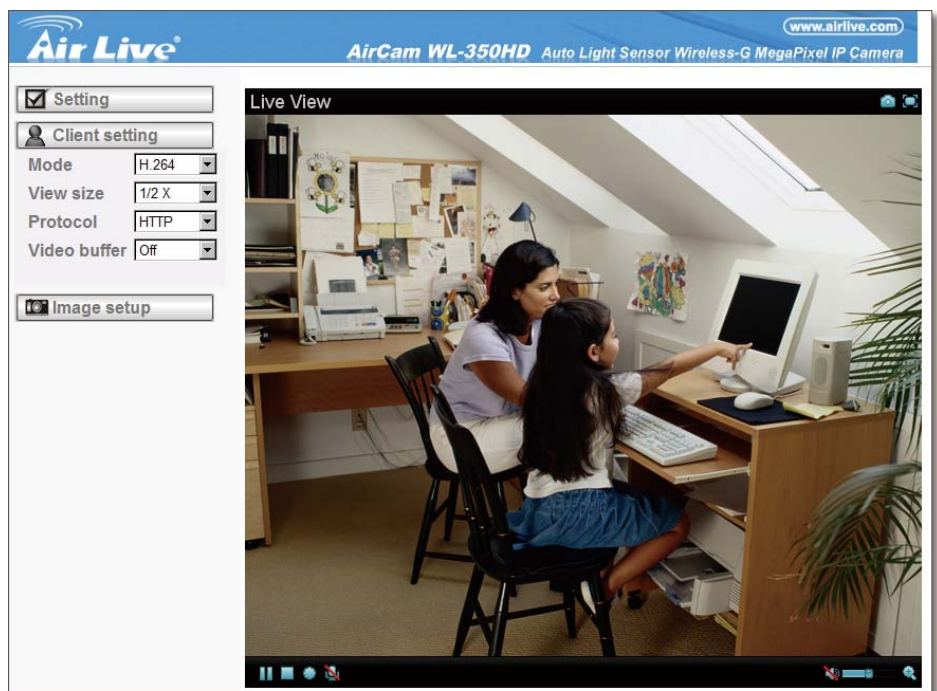 Air Live®
www.airlive.com
AirCam WL-350HD Auto Light Sensor Wireless-G MegaPixel IP Camera
Setting
Client setting
Mode H.264
View size 1/2 X
Protocol HTTP
Video buffer Off
Image setup
Live View